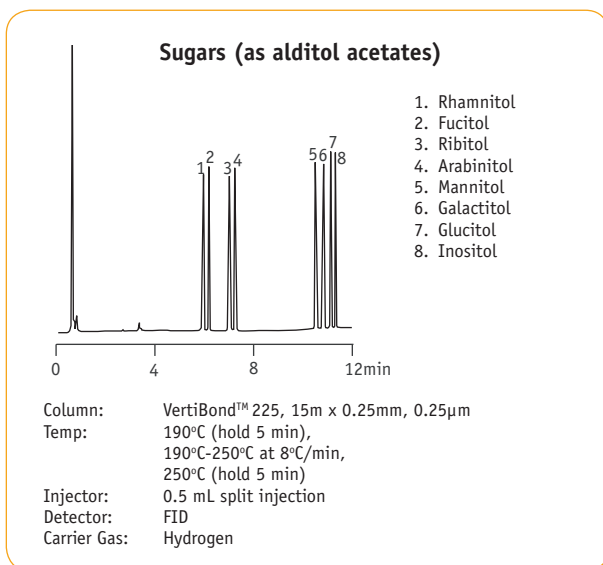 Sugars (as alditol acetates)
1. Rhamnitol
2. Fucitol
3. Ribitol
4. Arabinitol
5. Mannitol
6. Galactitol
7. Glucitol
8. Inositol
1 2 3 4 5 6 7 8
0 4 8 12min
Column: VertiBond™ 225, 15m x 0.25mm, 0.25µm
Temp: 190°C (hold 5 min),
190°C-250°C at 8°C/min,
250°C (hold 5 min)
Injector: 0.5 mL split injection
Detector: FID
Carrier Gas: Hydrogen